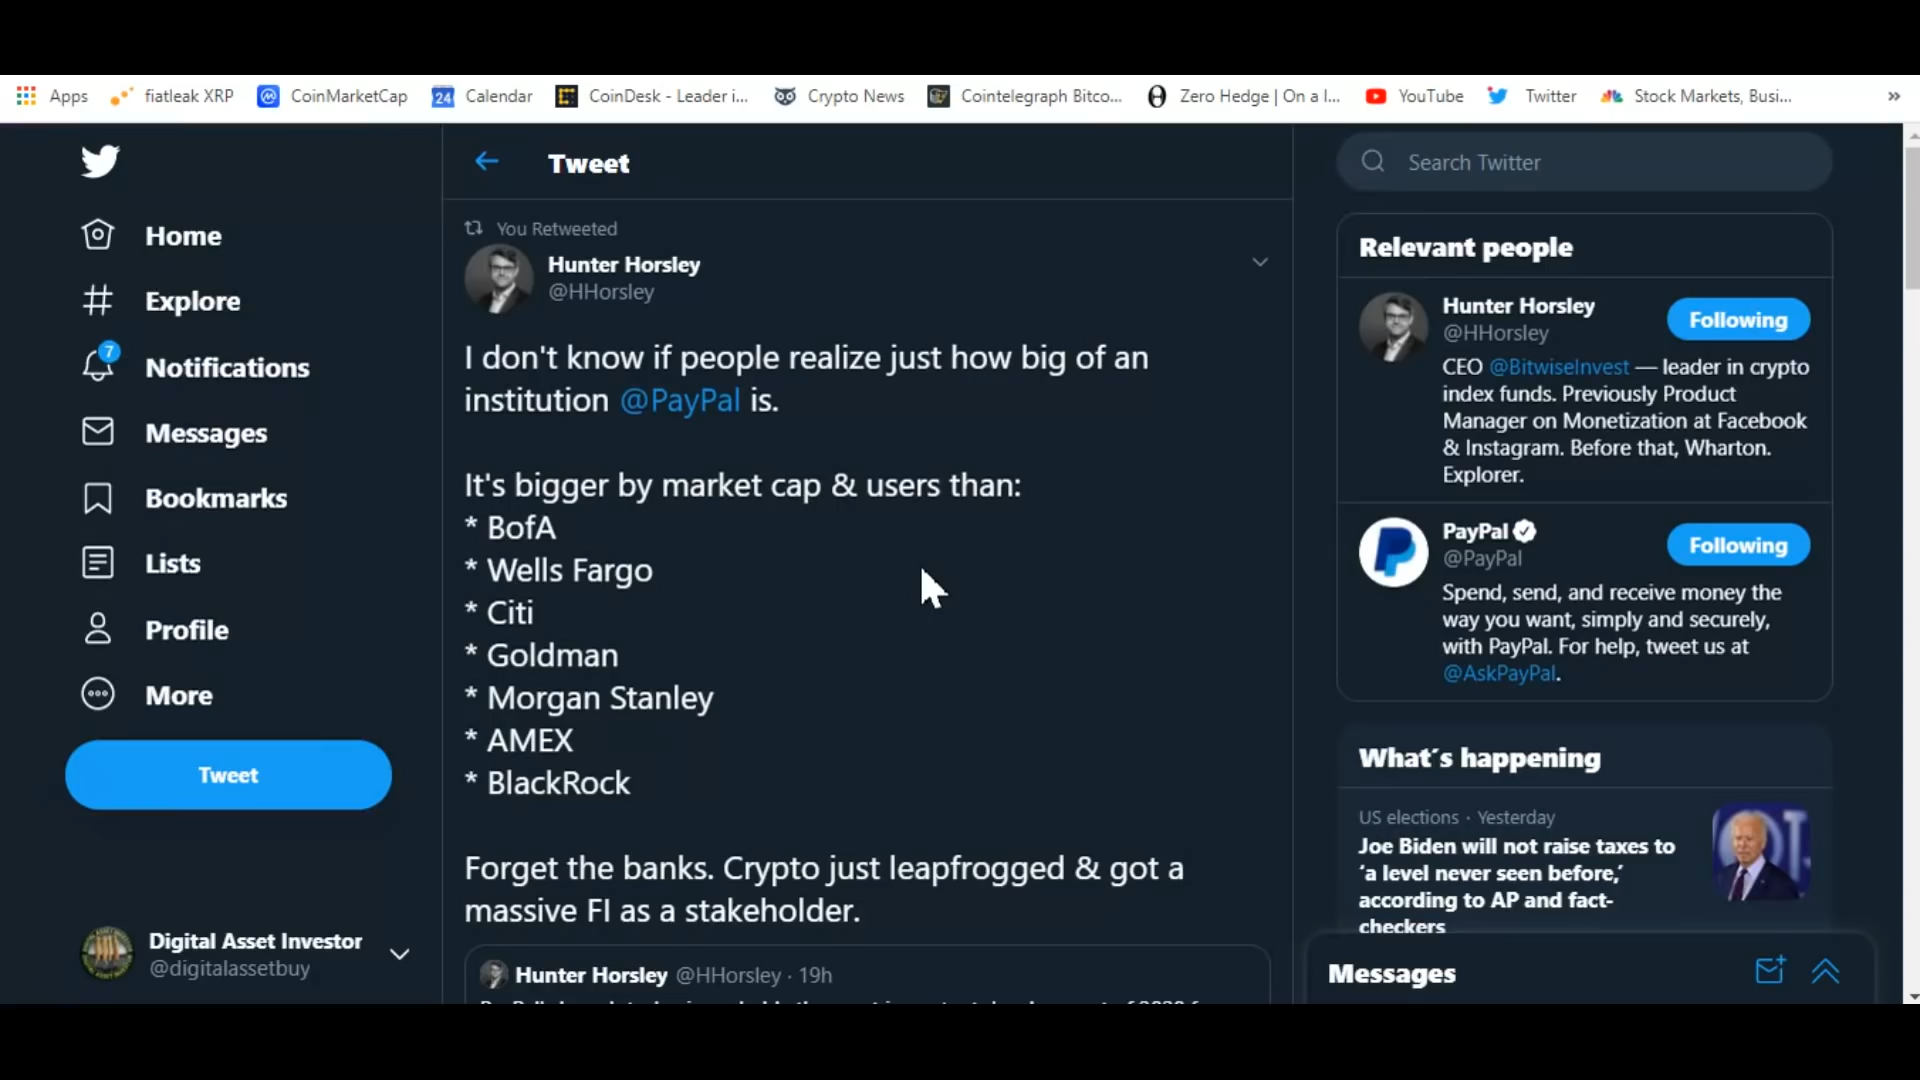 Apps fiatleak XRP CoinMarketCap 24 Calendar CoinDesk - Leader i... Crypto News Cointelegraph Bitco... Zero Hedge | On a l... YouTube Twitter Stock Markets, Busi... »
Home
Explore
7
Notifications
Messages
Bookmarks
Lists
Profile
More
Tweet
Digital Asset Investor
@digitalassetbuy
Tweet
You Retweeted
Hunter Horsley
@HHorsley
I don't know if people realize just how big of an
institution @PayPal is.
It's bigger by market cap & users than:
* BofA
* Wells Fargo
* Citi
* Goldman
* Morgan Stanley
* AMEX
* BlackRock
Forget the banks. Crypto just leapfrogged & got a
massive FI as a stakeholder.
Hunter Horsley @HHorsley · 19h
Search Twitter
Relevant people
Hunter Horsley
@HHorsley
Following
CEO @BitwiseInvest — leader in crypto
index funds. Previously Product
Manager on Monetization at Facebook
& Instagram. Before that, Wharton.
Explorer.
PayPal
@PayPal
Following
Spend, send, and receive money the
way you want, simply and securely,
with PayPal. For help, tweet us at
@AskPayPal.
What's happening
US elections · Yesterday
Joe Biden will not raise taxes to
‘a level never seen before,’
according to AP and fact-
checkers
Messages